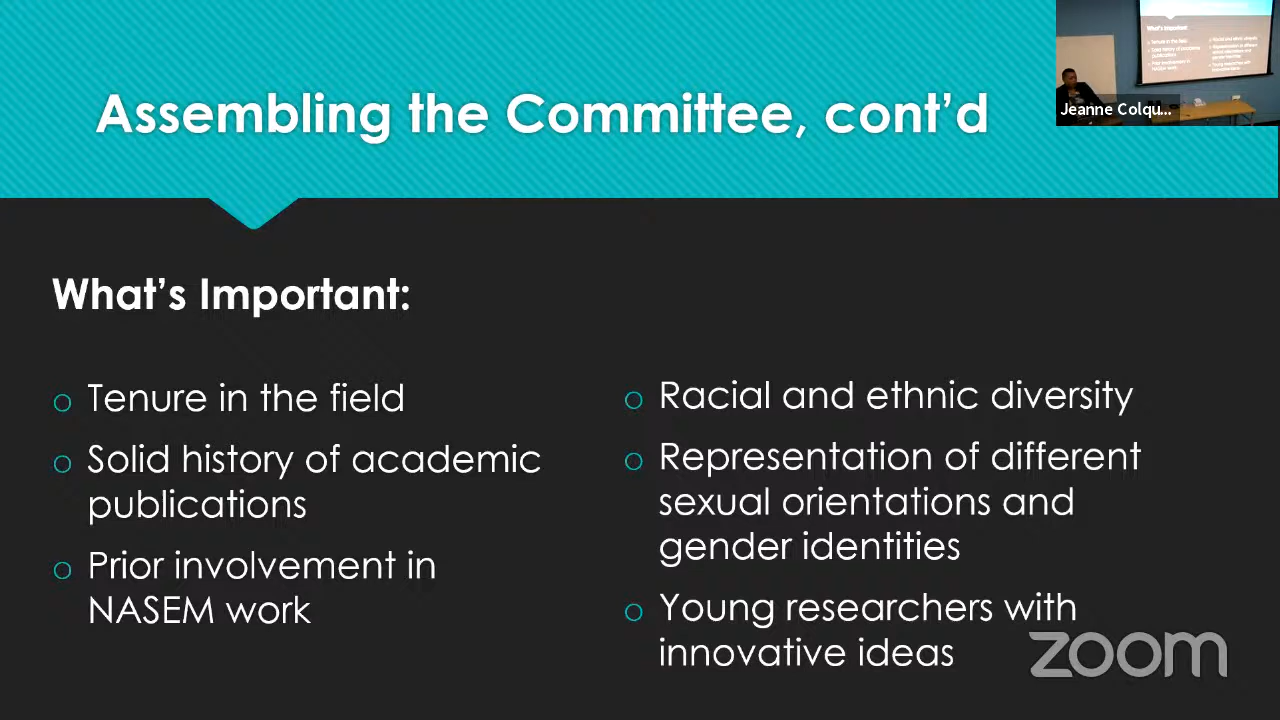 Assembling the Committee, cont’d
Jeanne Colqu...
What’s Important:
o Tenure in the field
o Solid history of academic
publications
o Prior involvement in
NASEM work
o Racial and ethnic diversity
o Representation of different
sexual orientations and
gender identities
o Young researchers with
innovative ideas
zoom